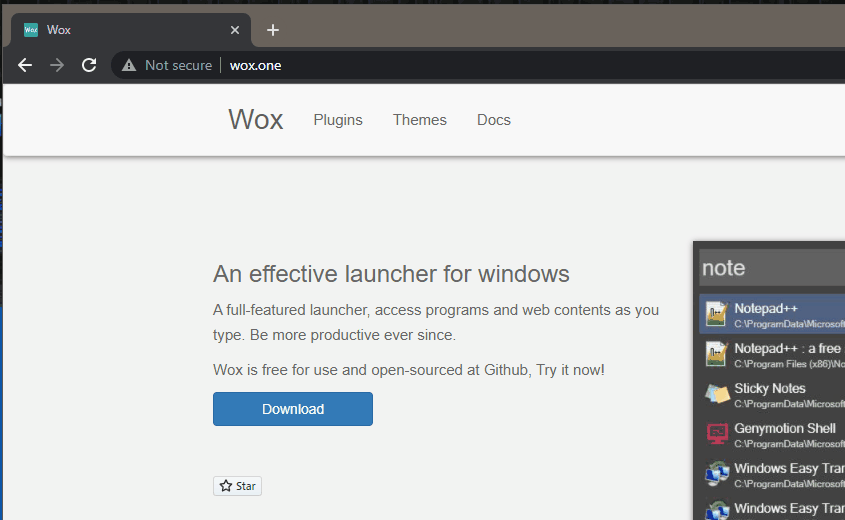 Wox
Not secure | wox.one
Wox Plugins Themes Docs
An effective launcher for windows
A full-featured launcher, access programs and web contents as you
type. Be more productive ever since.
Wox is free for use and open-sourced at Github, Try it now!
Download
Star
note
Notepad++
C:\ProgramData\Microsoft
Notepad++ : a free
C:\Program Files (x86)\No
Sticky Notes
C:\ProgramData\Microsoft
Genymotion Shell
C:\ProgramData\Microsoft
Windows Easy Tran
C:\ProgramData\Microsoft
Windows Easy Tran